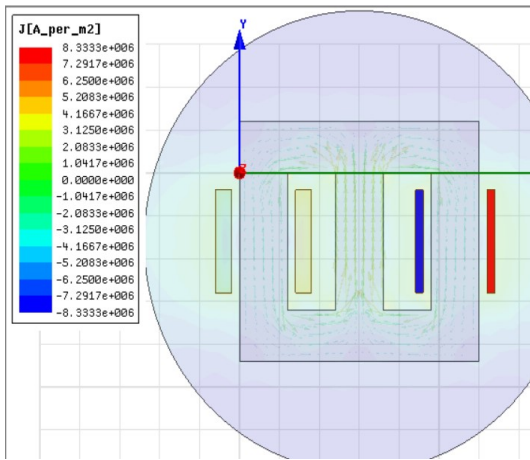 J[A_per_m2]
8.3333e+006
7.2917e+006
6.2500e+006
5.2083e+006
4.1667e+006
3.1250e+006
2.0833e+006
1.0417e+006
0.0000e+000
-1.0417e+006
-2.0833e+006
-3.1250e+006
-4.1667e+006
-5.2083e+006
-6.2500e+006
-7.2917e+006
-8.3333e+006
Y